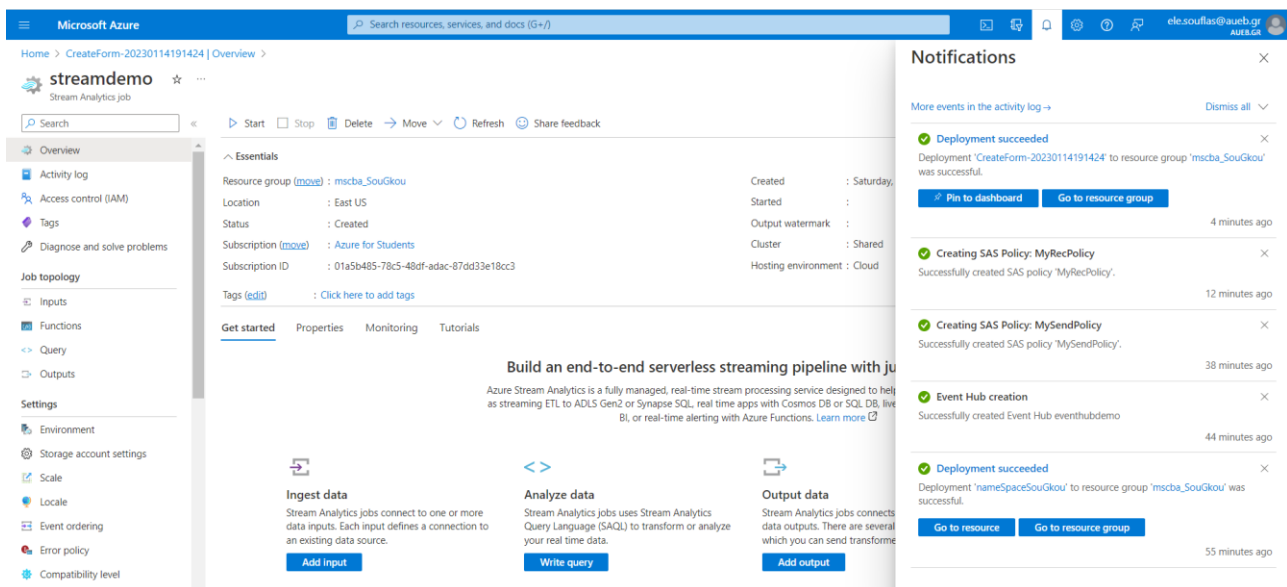 Microsoft Azure
Search resources, services, and docs (G+/)
ele.souflas@aueb.gr
AUEB.GR
Home > CreateForm-20230114191424 | Overview >
streamdemo
Stream Analytics job
Search
Overview
Activity log
Access control (IAM)
Tags
Diagnose and solve problems
Job topology
Inputs
Functions
Query
Outputs
Settings
Environment
Storage account settings
Scale
Locale
Event ordering
Error policy
Compatibility level
Start Stop Delete Move Refresh Share feedback
Essentials
Resource group (move) : mscba_SouGkou
Location : East US
Status : Created
Subscription (move) : Azure for Students
Subscription ID : 01a5b485-78c5-48df-adac-87dd33e18cc3
Created : Saturday,
Started :
Output watermark :
Cluster : Shared
Hosting environment : Cloud
Tags (edit) : Click here to add tags
Get started Properties Monitoring Tutorials
Build an end-to-end serverless streaming pipeline with ju
Azure Stream Analytics is a fully managed, real-time stream processing service designed to help
as streaming ETL to ADLS Gen2 or Synapse SQL, real time apps with Cosmos DB or SQL DB, live
BI, or real-time alerting with Azure Functions. Learn more
Ingest data
Stream Analytics jobs connect to one or more
data inputs. Each input defines a connection to
an existing data source.
Add input
Analyze data
Stream Analytics jobs uses Stream Analytics
Query Language (SAQL) to transform or analyze
your real time data.
Write query
Output data
Stream Analytics jobs connects
data outputs. There are several
which you can send transforme
Add output
Notifications
More events in the activity log → Dismiss all
Deployment succeeded
Deployment 'CreateForm-20230114191424' to resource group 'mscba_SouGkou'
was successful.
Pin to dashboard Go to resource group
4 minutes ago
Creating SAS Policy: MyRecPolicy
Successfully created SAS policy 'MyRecPolicy'.
12 minutes ago
Creating SAS Policy: MySendPolicy
Successfully created SAS policy 'MySendPolicy'.
38 minutes ago
Event Hub creation
Successfully created Event Hub eventhubdemo
44 minutes ago
Deployment succeeded
Deployment 'nameSpaceSouGkou' to resource group 'mscba_SouGkou' was
successful.
Go to resource Go to resource group
55 minutes ago